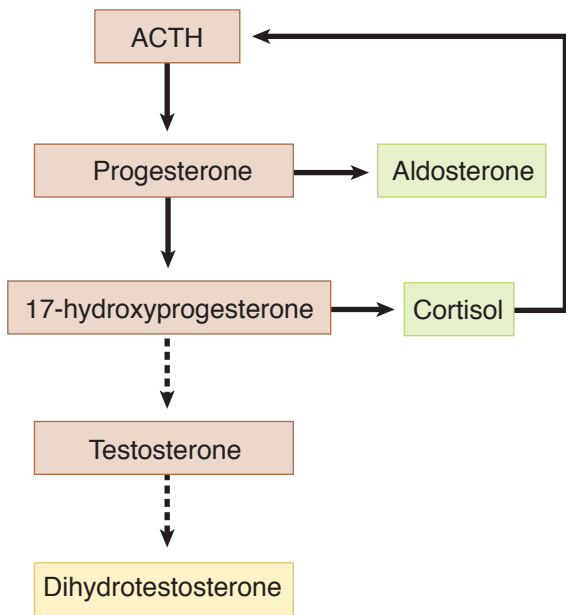 ACTH
Progesterone
Aldosterone
17-hydroxyprogesterone
Cortisol
Testosterone
Dihydrotestosterone